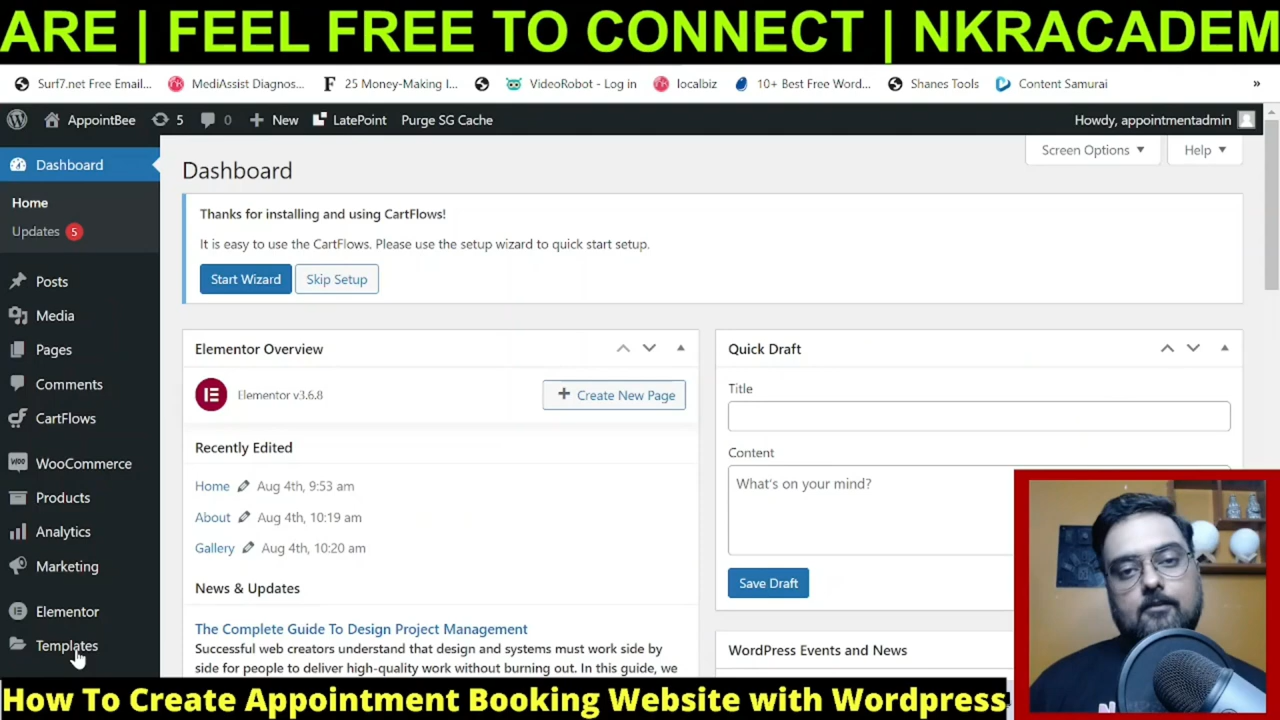 ARE | FEEL FREE TO CONNECT | NKRACADEM
Surf7.net Free Email... MediAssist Diagnos... 25 Money-Making I... VideoRobot - Log in localbiz 10+ Best Free Word... Shanes Tools Content Samurai »
AppointBee 5 0 New LatePoint Purge SG Cache Howdy, appointmentadmin
Screen Options Help
Dashboard
Home
Updates 5
Posts
Media
Pages
Comments
CartFlows
WooCommerce
Products
Analytics
Marketing
Elementor
Templates
Dashboard
Thanks for installing and using CartFlows!
It is easy to use the CartFlows. Please use the setup wizard to quick start setup.
Start Wizard Skip Setup
Elementor Overview
Elementor v3.6.8 Create New Page
Recently Edited
Home Aug 4th, 9:53 am
About Aug 4th, 10:19 am
Gallery Aug 4th, 10:20 am
News & Updates
The Complete Guide To Design Project Management
Successful web creators understand that design and systems must work side by
side for people to deliver high-quality work without burning out. In this guide, we
Quick Draft
Title
Content
What's on your mind?
Save Draft
WordPress Events and News
How To Create Appointment Booking Website with Wordpress